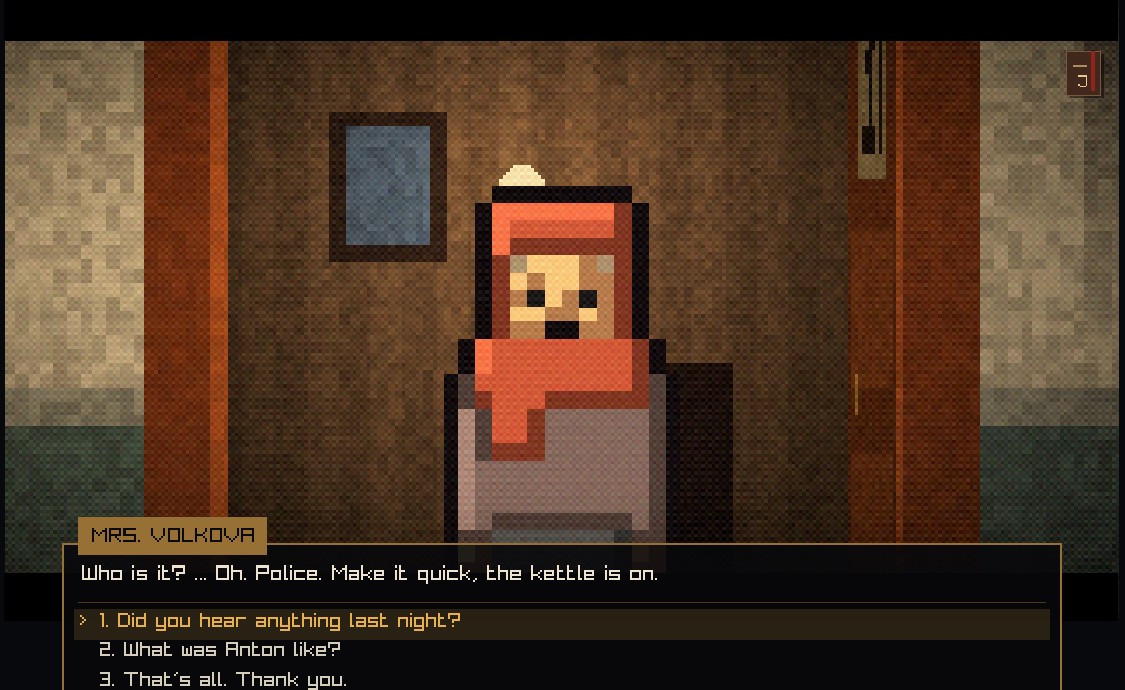 J
MRS. VOLKOVA
Who is it? ... Oh. Police. Make it quick, the kettle is on.
> 1. Did you hear anything last night?
2. What was Anton like?
3. That's all. Thank you.